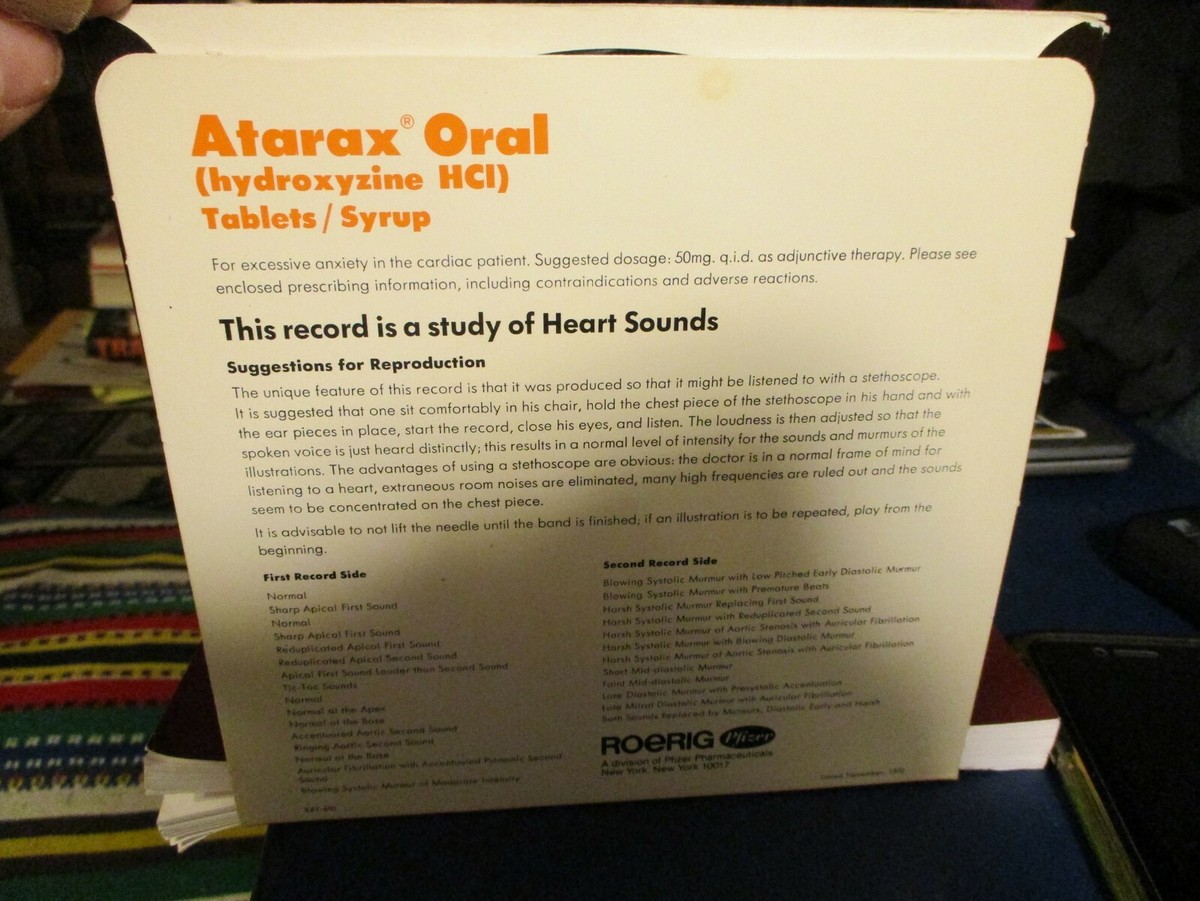 Atarax® Oral
(hydroxyzine HCl)
Tablets / Syrup
For excessive anxiety in the cardiac patient. Suggested dosage: 50mg. q.i.d. as adjunctive therapy. Please see
enclosed prescribing information, including contraindications and adverse reactions.
This record is a study of Heart Sounds
Suggestions for Reproduction
The unique feature of this record is that it was produced so that it might be listened to with a stethoscope.
It is suggested that one sit comfortably in his chair, hold the chest piece of the stethoscope in his hand and with
the ear pieces in place, start the record, close his eyes, and listen. The loudness is then adjusted so that the
spoken voice is just heard distinctly; this results in a normal level of intensity for the sounds and murmurs of the
illustrations. The advantages of using a stethoscope are obvious: the doctor is in a normal frame of mind for
listening to a heart, extraneous room noises are eliminated, many high frequencies are ruled out and the sounds
seem to be concentrated on the chest piece.
It is advisable to not lift the needle until the band is finished; if an illustration is to be repeated, play from the
beginning.
First Record Side
Normal
Sharp Apical First Sound
Normal
Sharp Apical First Sound
Reduplicated Apical First Sound
Reduplicated Apical Second Sound
Apical First Sound Louder than Second Sound
Tic-Tac Sounds
Normal
Normal at the Apex
Normal at the Base
Accentuated Aortic Second Sound
Ringing Aortic Second Sound
Normal at the Base
Auricular Fibrillation with Accentuated Pulmonic Second
Sound
Blowing Systolic Murmur of Moderate Intensity
Second Record Side
Blowing Systolic Murmur with Low Pitched Early Diastolic Murmur
Blowing Systolic Murmur with Premature Beats
Harsh Systolic Murmur Replacing First Sound
Harsh Systolic Murmur with Reduplicated Second Sound
Harsh Systolic Murmur of Aortic Stenosis with Auricular Fibrillation
Harsh Systolic Murmur with Blowing Diastolic Murmur
Harsh Systolic Murmur of Aortic Stenosis with Auricular Fibrillation
Short Mid-diastolic Murmur
Faint Mid-diastolic Murmur
Late Diastolic Murmur with Presystolic Accentuation
Late Mitral Diastolic Murmur with Auricular Fibrillation
Both Sounds Replaced by Murmurs, Diastolic Early and Harsh
ROERIG Pfizer
A division of Pfizer Pharmaceuticals
New York, New York 10017
Issued November,
TRA